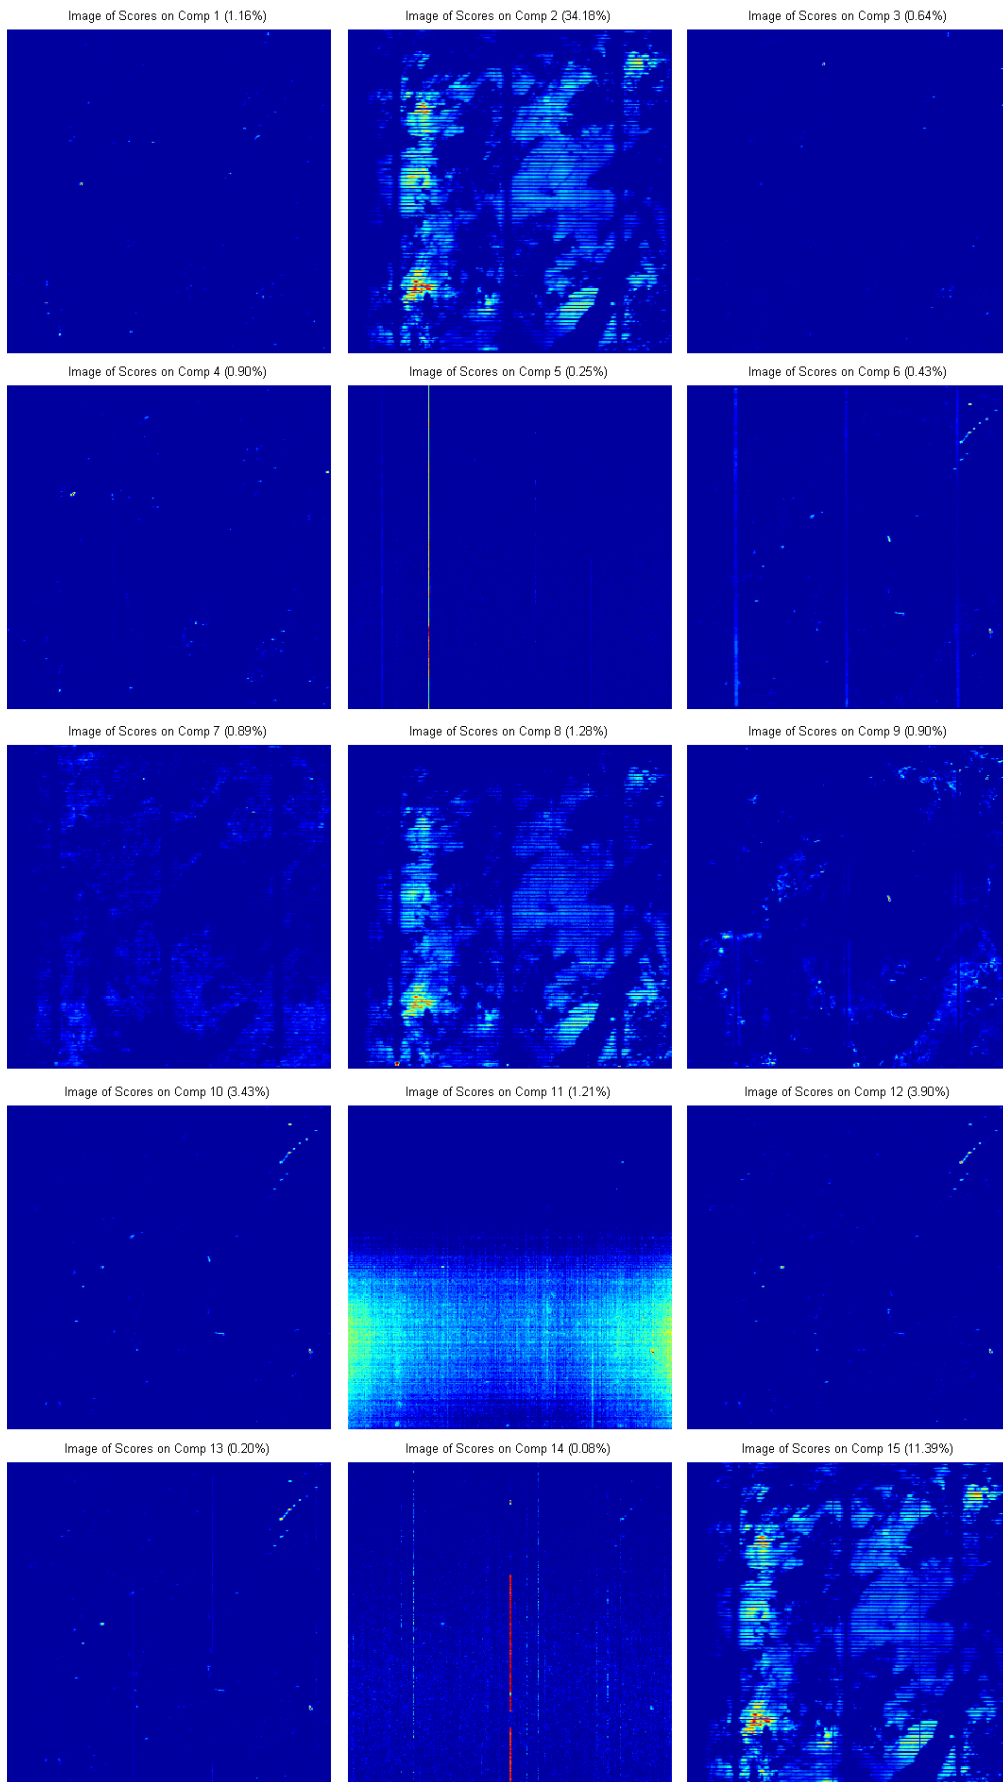 Image of Scores on Comp 1 (1.16%)
Image of Scores on Comp 2 (34.18%)
Image of Scores on Comp 3 (0.64%)
Image of Scores on Comp 4 (0.90%)
Image of Scores on Comp 5 (0.25%)
Image of Scores on Comp 6 (0.43%)
Image of Scores on Comp 7 (0.89%)
Image of Scores on Comp 8 (1.28%)
Image of Scores on Comp 9 (0.90%)
Image of Scores on Comp 10 (3.43%)
Image of Scores on Comp 11 (1.21%)
Image of Scores on Comp 12 (3.90%)
Image of Scores on Comp 13 (0.20%)
Image of Scores on Comp 14 (0.08%)
Image of Scores on Comp 15 (11.39%)